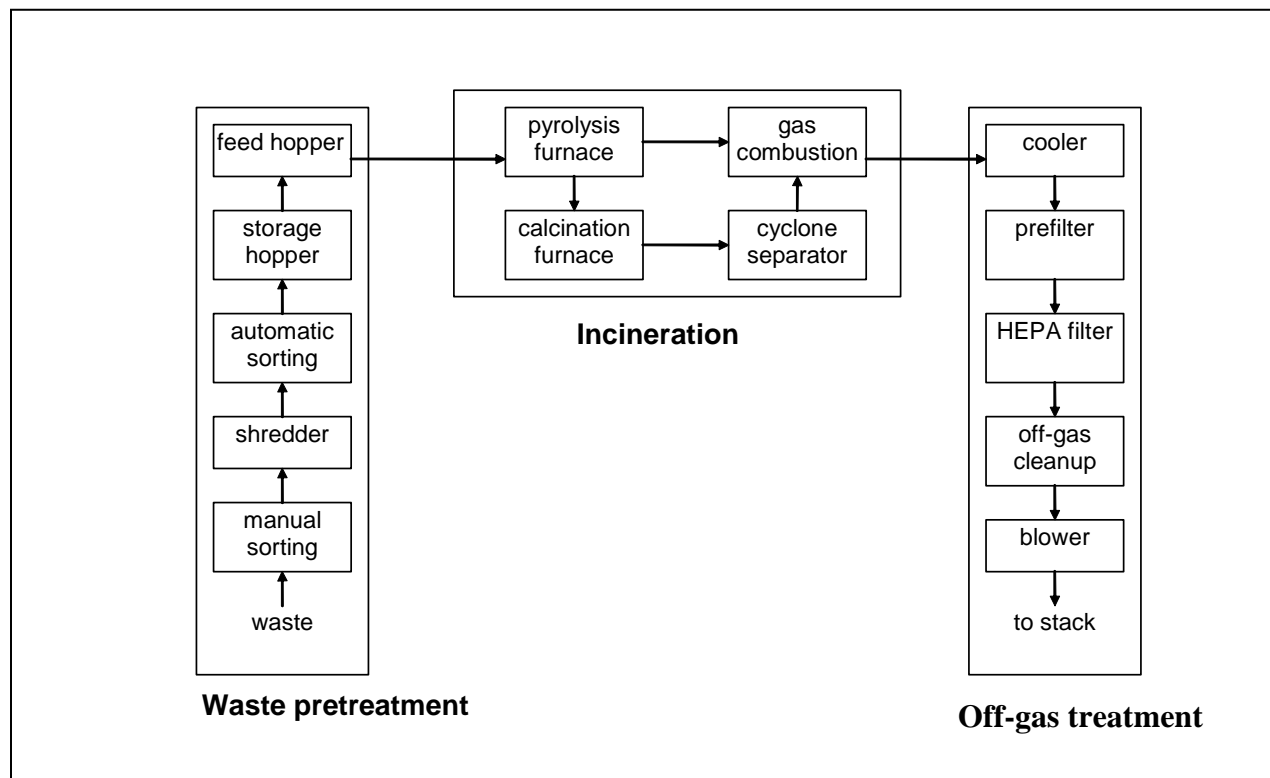 feed hopper
storage
hopper
automatic
sorting
shredder
manual
sorting
waste
Waste pretreatment
pyrolysis
furnace
gas
combustion
calcination
furnace
cyclone
separator
Incineration
cooler
prefilter
HEPA filter
off-gas
cleanup
blower
to stack
Off-gas treatment